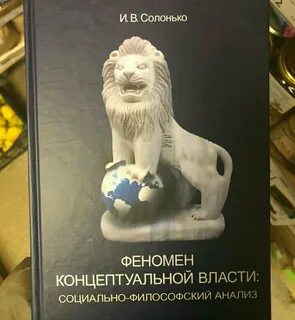 И. В. Солонько
ФЕНОМЕН
КОНЦЕПТУАЛЬНОЙ ВЛАСТИ:
СОЦИАЛЬНО-ФИЛОСОФСКИЙ АНАЛИЗ